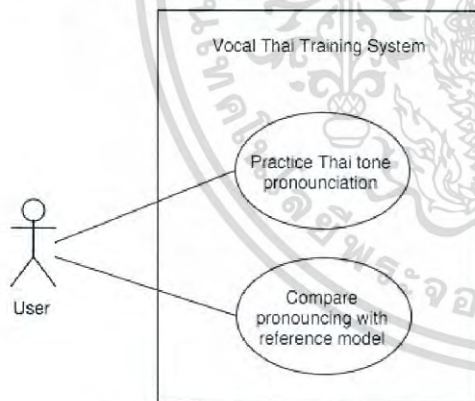 Vocal Thai Training System
Practice Thai tone
pronounciation
User
Compare
pronouncing with
reference model